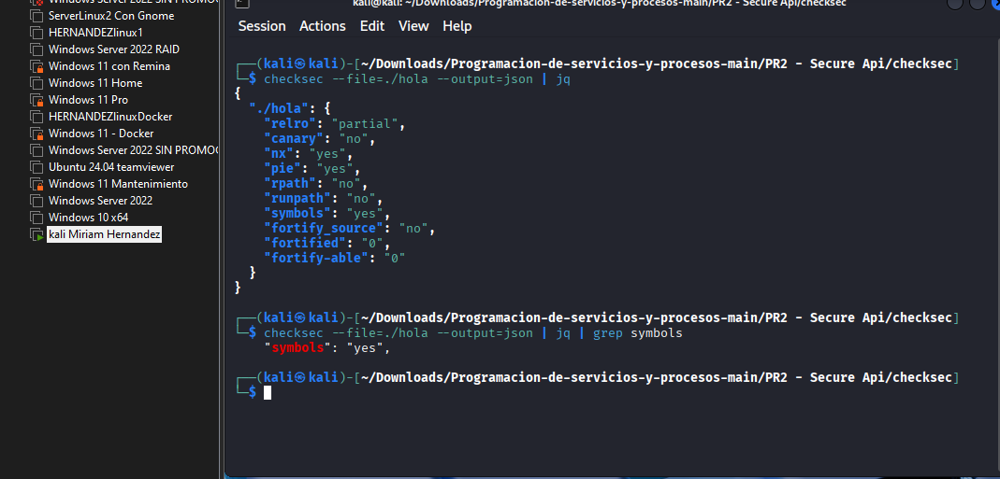 Windows Server 2022 SIN PROMOC
ServerLinux2 Con Gnome
HERNANDEZlinux1
Windows Server 2022 RAID
Windows 11 con Remina
Windows 11 Home
Windows 11 Pro
HERNANDEZlinuxDocker
Windows 11 - Docker
Windows Server 2022 SIN PROMOC
Ubuntu 24.04 teamviewer
Windows 11 Mantenimiento
Windows Server 2022
Windows 10 x64
kali Miriam Hernandez
kali@kali: ~/Downloads/Programacion-de-servicios-y-procesos-main/PR2 - Secure Api/checksec
Session Actions Edit View Help
┌──(kali㉿kali)-[~/Downloads/Programacion-de-servicios-y-procesos-main/PR2 - Secure Api/checksec]
└─$ checksec --file=./hola --output=json | jq
{
  "./hola": {
    "relro": "partial",
    "canary": "no",
    "nx": "yes",
    "pie": "yes",
    "rpath": "no",
    "runpath": "no",
    "symbols": "yes",
    "fortify_source": "no",
    "fortified": "0",
    "fortify-able": "0"
  }
}
┌──(kali㉿kali)-[~/Downloads/Programacion-de-servicios-y-procesos-main/PR2 - Secure Api/checksec]
└─$ checksec --file=./hola --output=json | jq | grep symbols
    "symbols": "yes",
┌──(kali㉿kali)-[~/Downloads/Programacion-de-servicios-y-procesos-main/PR2 - Secure Api/checksec]
└─$